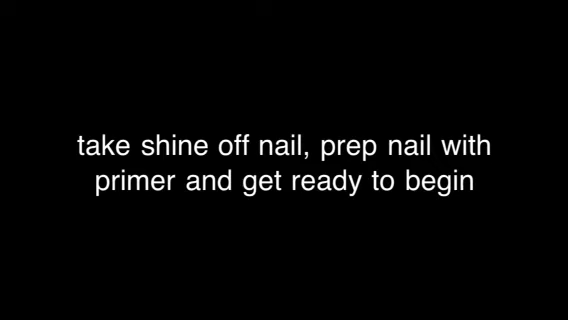 take shine off nail, prep nail with
primer and get ready to begin